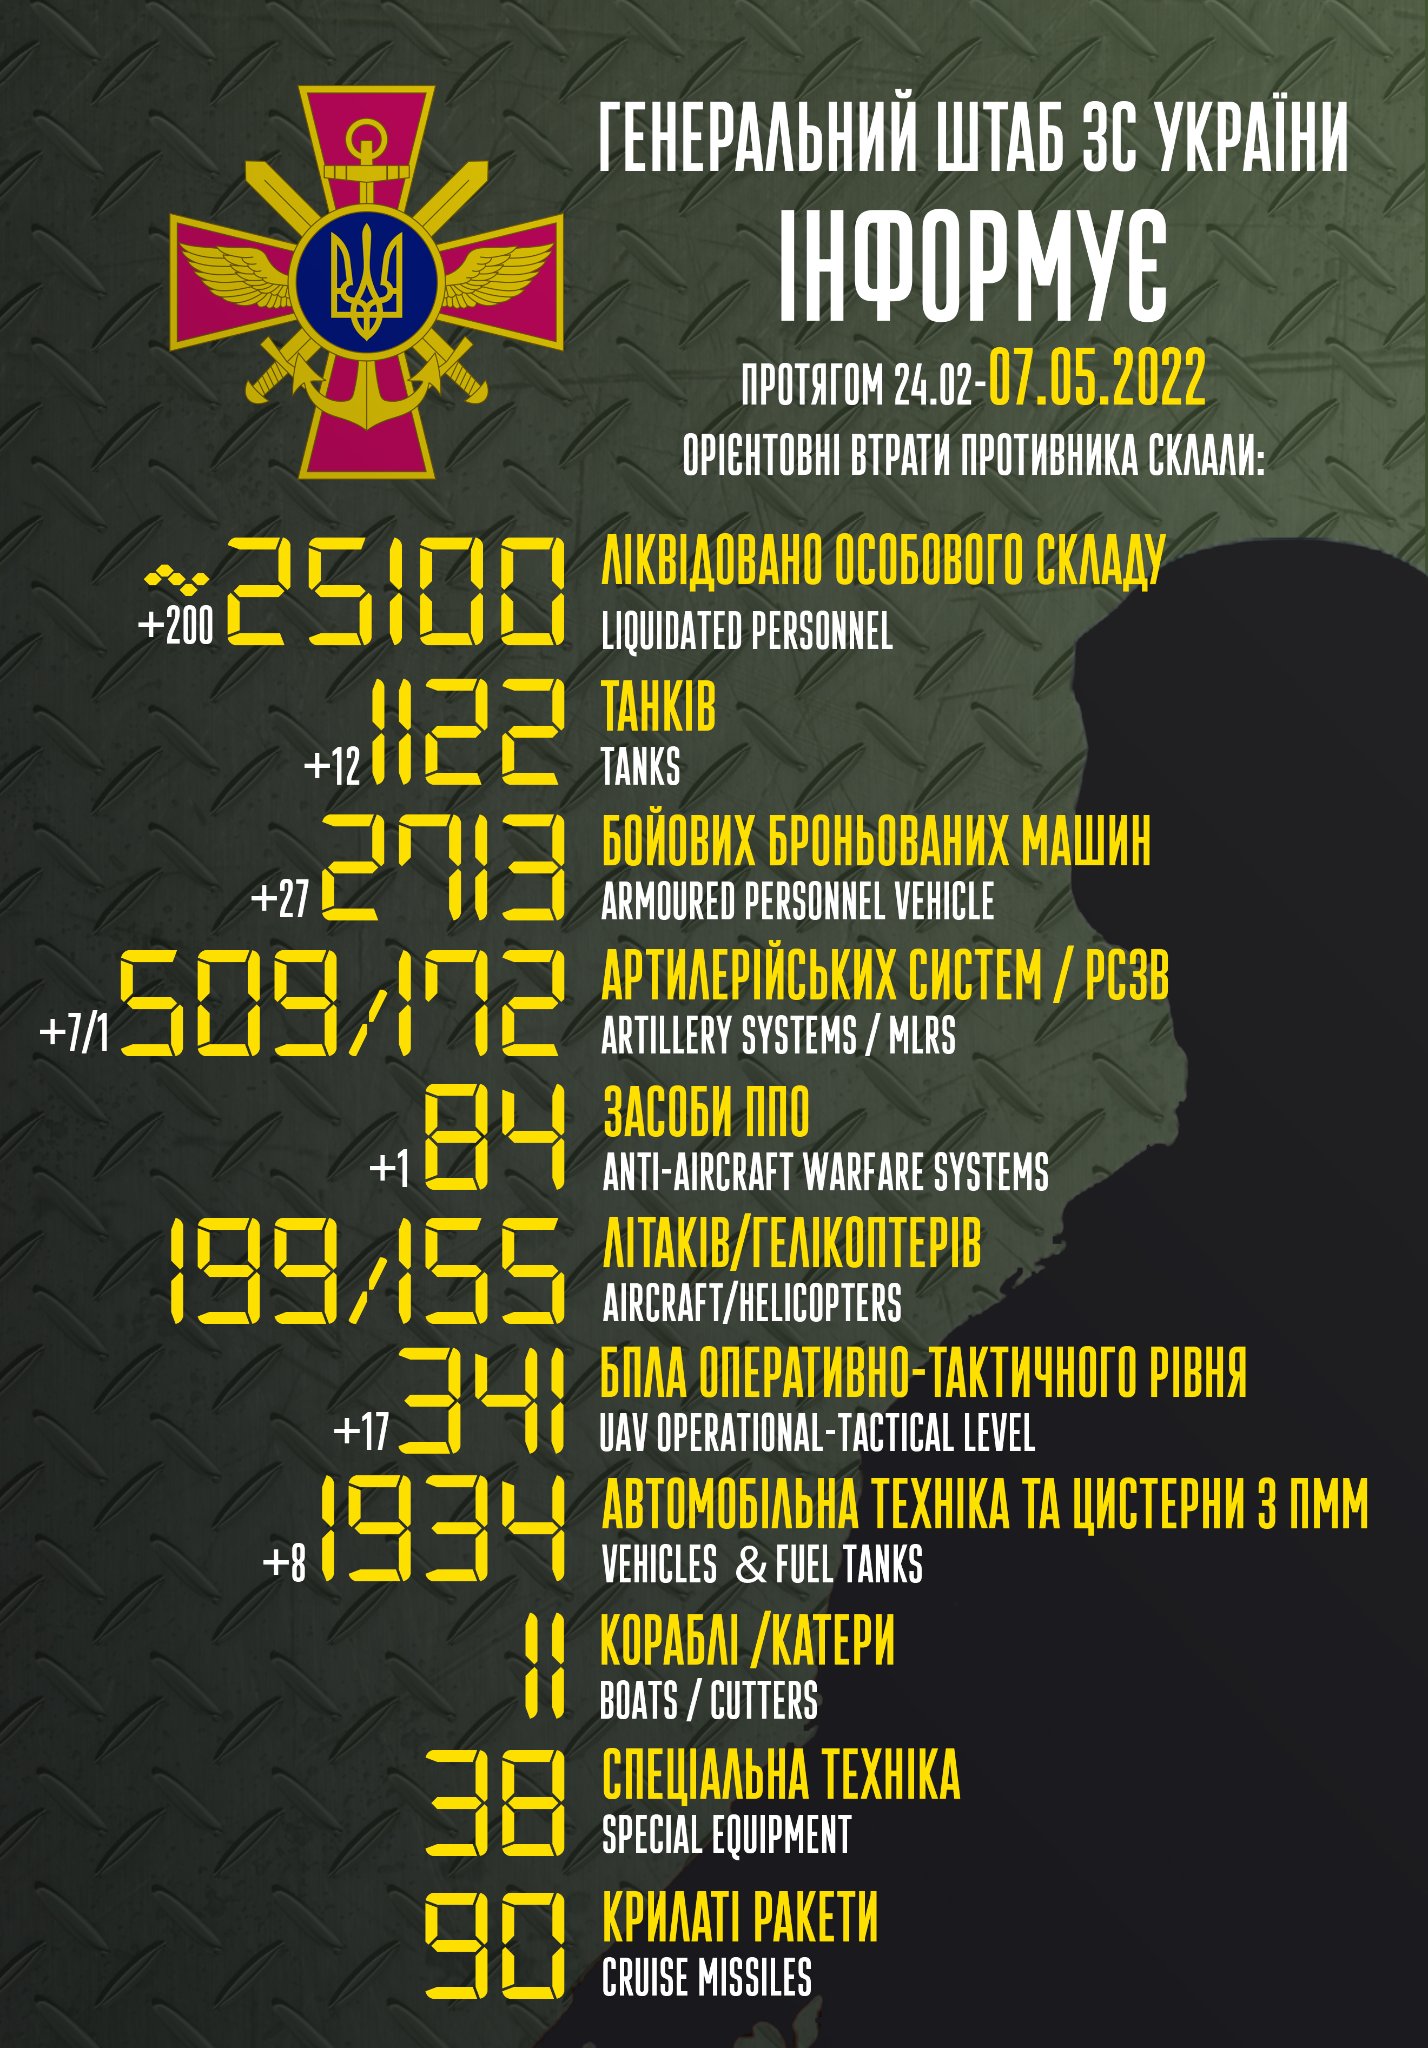 ГЕНЕРАЛЬНИЙ ШТАБ ЗС УКРАЇНИ
ІНФОРМУЄ
ПРОТЯГОМ 24.02-07.05.2022
ОРІЄНТОВНІ ВТРАТИ ПРОТИВНИКА СКЛАЛИ:
~25100 ЛІКВІДОВАНО ОСОБОВОГО СКЛАДУ
+200 LIQUIDATED PERSONNEL
1122 ТАНКІВ
+12 TANKS
2713 БОЙОВИХ БРОНЬОВАНИХ МАШИН
+27 ARMOURED PERSONNEL VEHICLE
509/172 АРТИЛЕРІЙСЬКИХ СИСТЕМ / РСЗВ
+7/1 ARTILLERY SYSTEMS / MLRS
84 ЗАСОБИ ППО
+1 ANTI-AIRCRAFT WARFARE SYSTEMS
199/155 ЛІТАКІВ/ГЕЛІКОПТЕРІВ
AIRCRAFT/HELICOPTERS
341 БПЛА ОПЕРАТИВНО-ТАКТИЧНОГО РІВНЯ
+17 UAV OPERATIONAL-TACTICAL LEVEL
1934 АВТОМОБІЛЬНА ТЕХНІКА ТА ЦИСТЕРНИ З ПММ
+8 VEHICLES & FUEL TANKS
11 КОРАБЛІ /КАТЕРИ
BOATS / CUTTERS
38 СПЕЦІАЛЬНА ТЕХНІКА
SPECIAL EQUIPMENT
90 КРИЛАТІ РАКЕТИ
CRUISE MISSILES